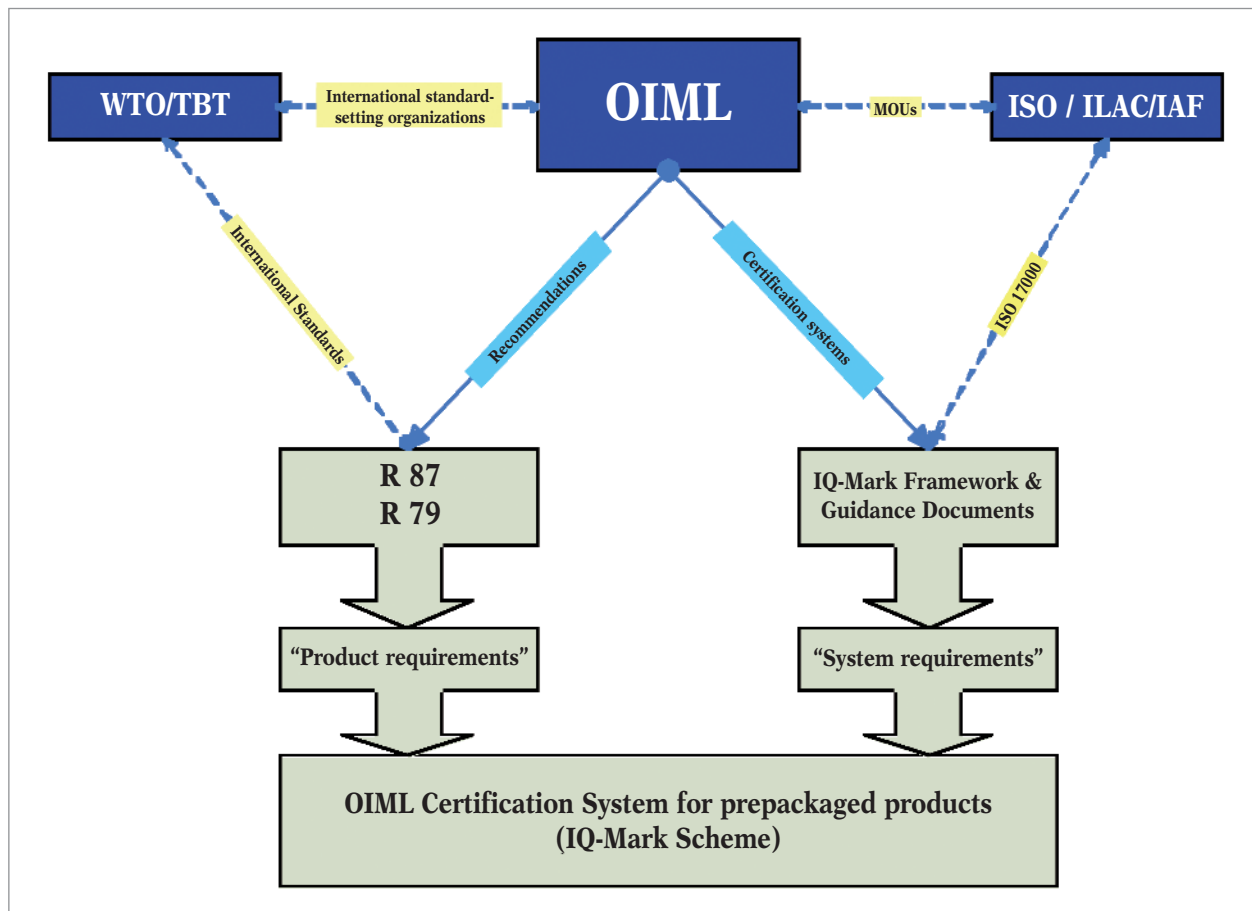 WTO/TBT
International standard-
setting organizations
OIML
MOUs
ISO / ILAC/IAF
International Standards
Recommendations
Certification systems
ISO 17000
R 87
R 79
IQ-Mark Framework &
Guidance Documents
“Product requirements”
“System requirements”
OIML Certification System for prepackaged products
(IQ-Mark Scheme)